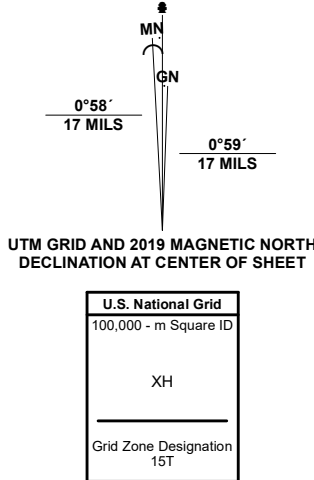 MN
GN
0°58´
17 MILS
0°59´
17 MILS
UTM GRID AND 2019 MAGNETIC NORTH
DECLINATION AT CENTER OF SHEET
U.S. National Grid
100,000 - m Square ID
XH
Grid Zone Designation
15T